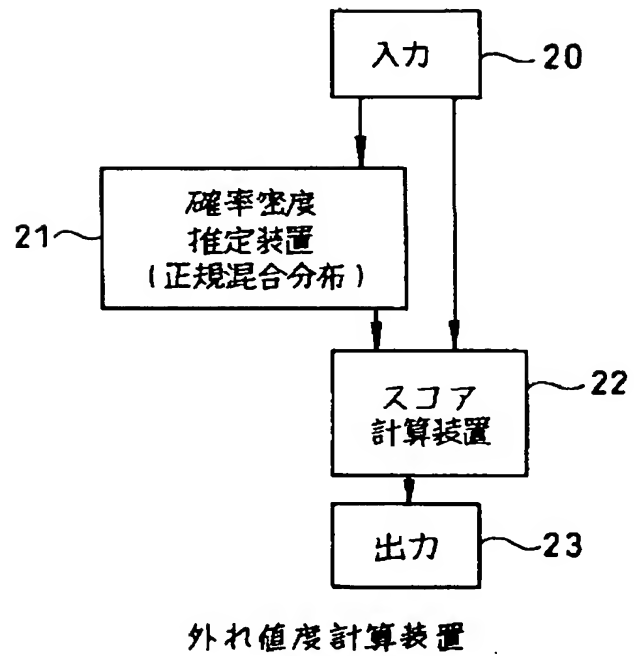 入力
20
21
確率密度
推定装置
(正規混合分布)
スコア
計算装置
22
出力
23
外れ値度計算装置